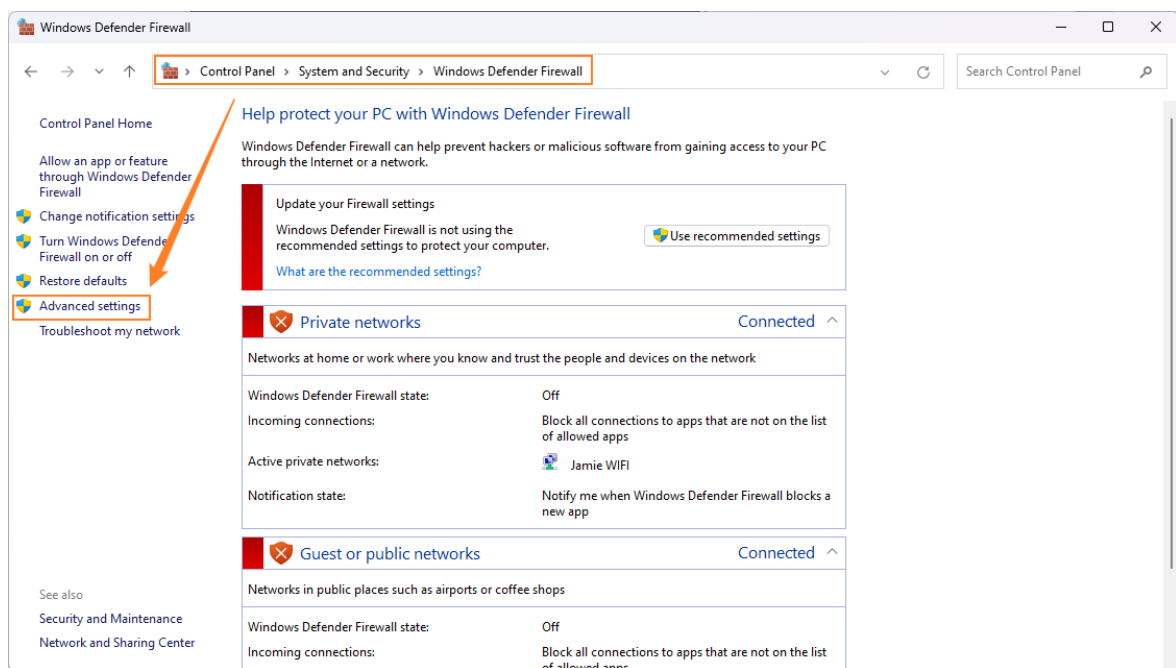 Windows Defender Firewall
Control Panel > System and Security > Windows Defender Firewall
Search Control Panel
Control Panel Home
Allow an app or feature
through Windows Defender
Firewall
Change notification settings
Turn Windows Defender
Firewall on or off
Restore defaults
Advanced settings
Troubleshoot my network
See also
Security and Maintenance
Network and Sharing Center
Help protect your PC with Windows Defender Firewall
Windows Defender Firewall can help prevent hackers or malicious software from gaining access to your PC
through the Internet or a network.
Update your Firewall settings
Windows Defender Firewall is not using the
recommended settings to protect your computer.
What are the recommended settings?
Use recommended settings
Private networks Connected
Networks at home or work where you know and trust the people and devices on the network
Windows Defender Firewall state: Off
Incoming connections: Block all connections to apps that are not on the list
of allowed apps
Active private networks: Jamie WIFI
Notification state: Notify me when Windows Defender Firewall blocks a
new app
Guest or public networks Connected
Networks in public places such as airports or coffee shops
Windows Defender Firewall state: Off
Incoming connections: Block all connections to apps that are not on the list
of allowed apps